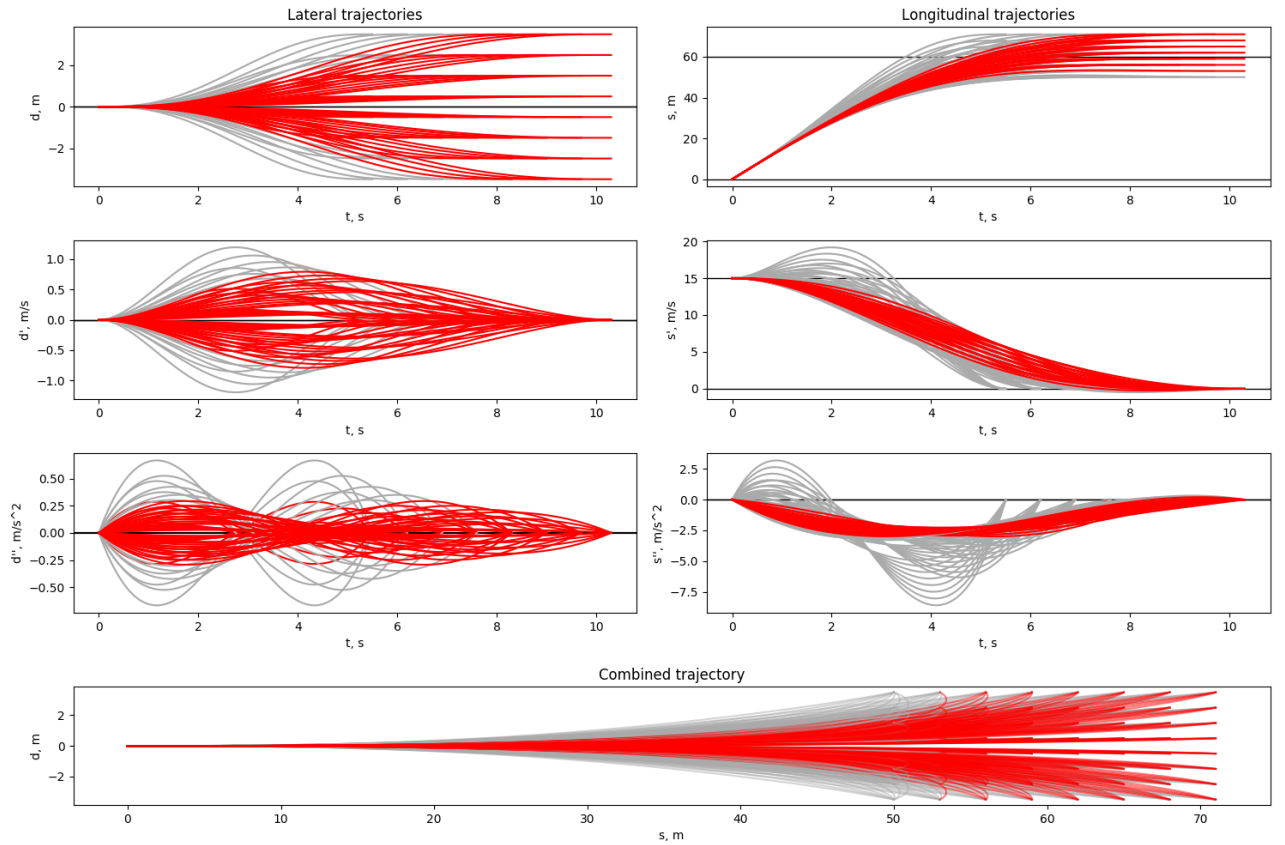 Lateral trajectories
d, m
2
0
−2
0 2 4 6 8 10
t, s
Longitudinal trajectories
s, m
60
40
20
0
0 2 4 6 8 10
t, s
d', m/s
1.0
0.5
0.0
−0.5
−1.0
0 2 4 6 8 10
t, s
s', m/s
20
15
10
5
0
0 2 4 6 8 10
t, s
d'', m/s^2
0.50
0.25
0.00
−0.25
−0.50
0 2 4 6 8 10
t, s
s'', m/s^2
2.5
0.0
−2.5
−5.0
−7.5
0 2 4 6 8 10
t, s
Combined trajectory
d, m
2
0
−2
0 10 20 30 40 50 60 70
s, m